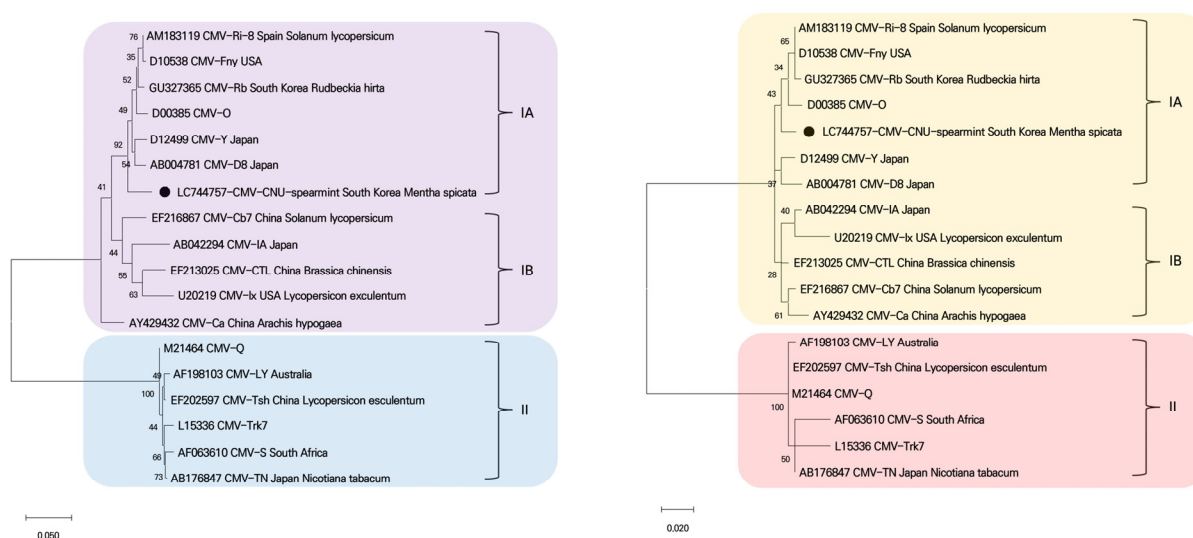 76
AM183119 CMV-Ri-8 Spain Solanum lycopersicum
35
D10538 CMV-Fny USA
52
GU327365 CMV-Rb South Korea Rudbeckia hirta
49
D00385 CMV-O
IA
92
D12499 CMV-Y Japan
54
AB004781 CMV-D8 Japan
41
LC744757-CMV-CNU-spearmint South Korea Mentha spicata
EF216867 CMV-Cb7 China Solanum lycopersicum
44
AB042294 CMV-IA Japan
55
EF213025 CMV-CTL China Brassica chinensis
IB
63
U20219 CMV-Ix USA Lycopersicon exculentum
AY429432 CMV-Ca China Arachis hypogaea
M21464 CMV-Q
49
AF198103 CMV-LY Australia
100
EF202597 CMV-Tsh China Lycopersicon esculentum
II
44
L15336 CMV-Trk7
66
AF063610 CMV-S South Africa
73
AB176847 CMV-TN Japan Nicotiana tabacum
0.050
AM183119 CMV-Ri-8 Spain Solanum lycopersicum
65
D10538 CMV-Fny USA
34
GU327365 CMV-Rb South Korea Rudbeckia hirta
43
D00385 CMV-O
IA
LC744757-CMV-CNU-spearmint South Korea Mentha spicata
D12499 CMV-Y Japan
37
AB004781 CMV-D8 Japan
40
AB042294 CMV-IA Japan
U20219 CMV-Ix USA Lycopersicon exculentum
EF213025 CMV-CTL China Brassica chinensis
IB
28
EF216867 CMV-Cb7 China Solanum lycopersicum
61
AY429432 CMV-Ca China Arachis hypogaea
AF198103 CMV-LY Australia
EF202597 CMV-Tsh China Lycopersicon esculentum
M21464 CMV-Q
100
II
AF063610 CMV-S South Africa
L15336 CMV-Trk7
50
AB176847 CMV-TN Japan Nicotiana tabacum
0.020